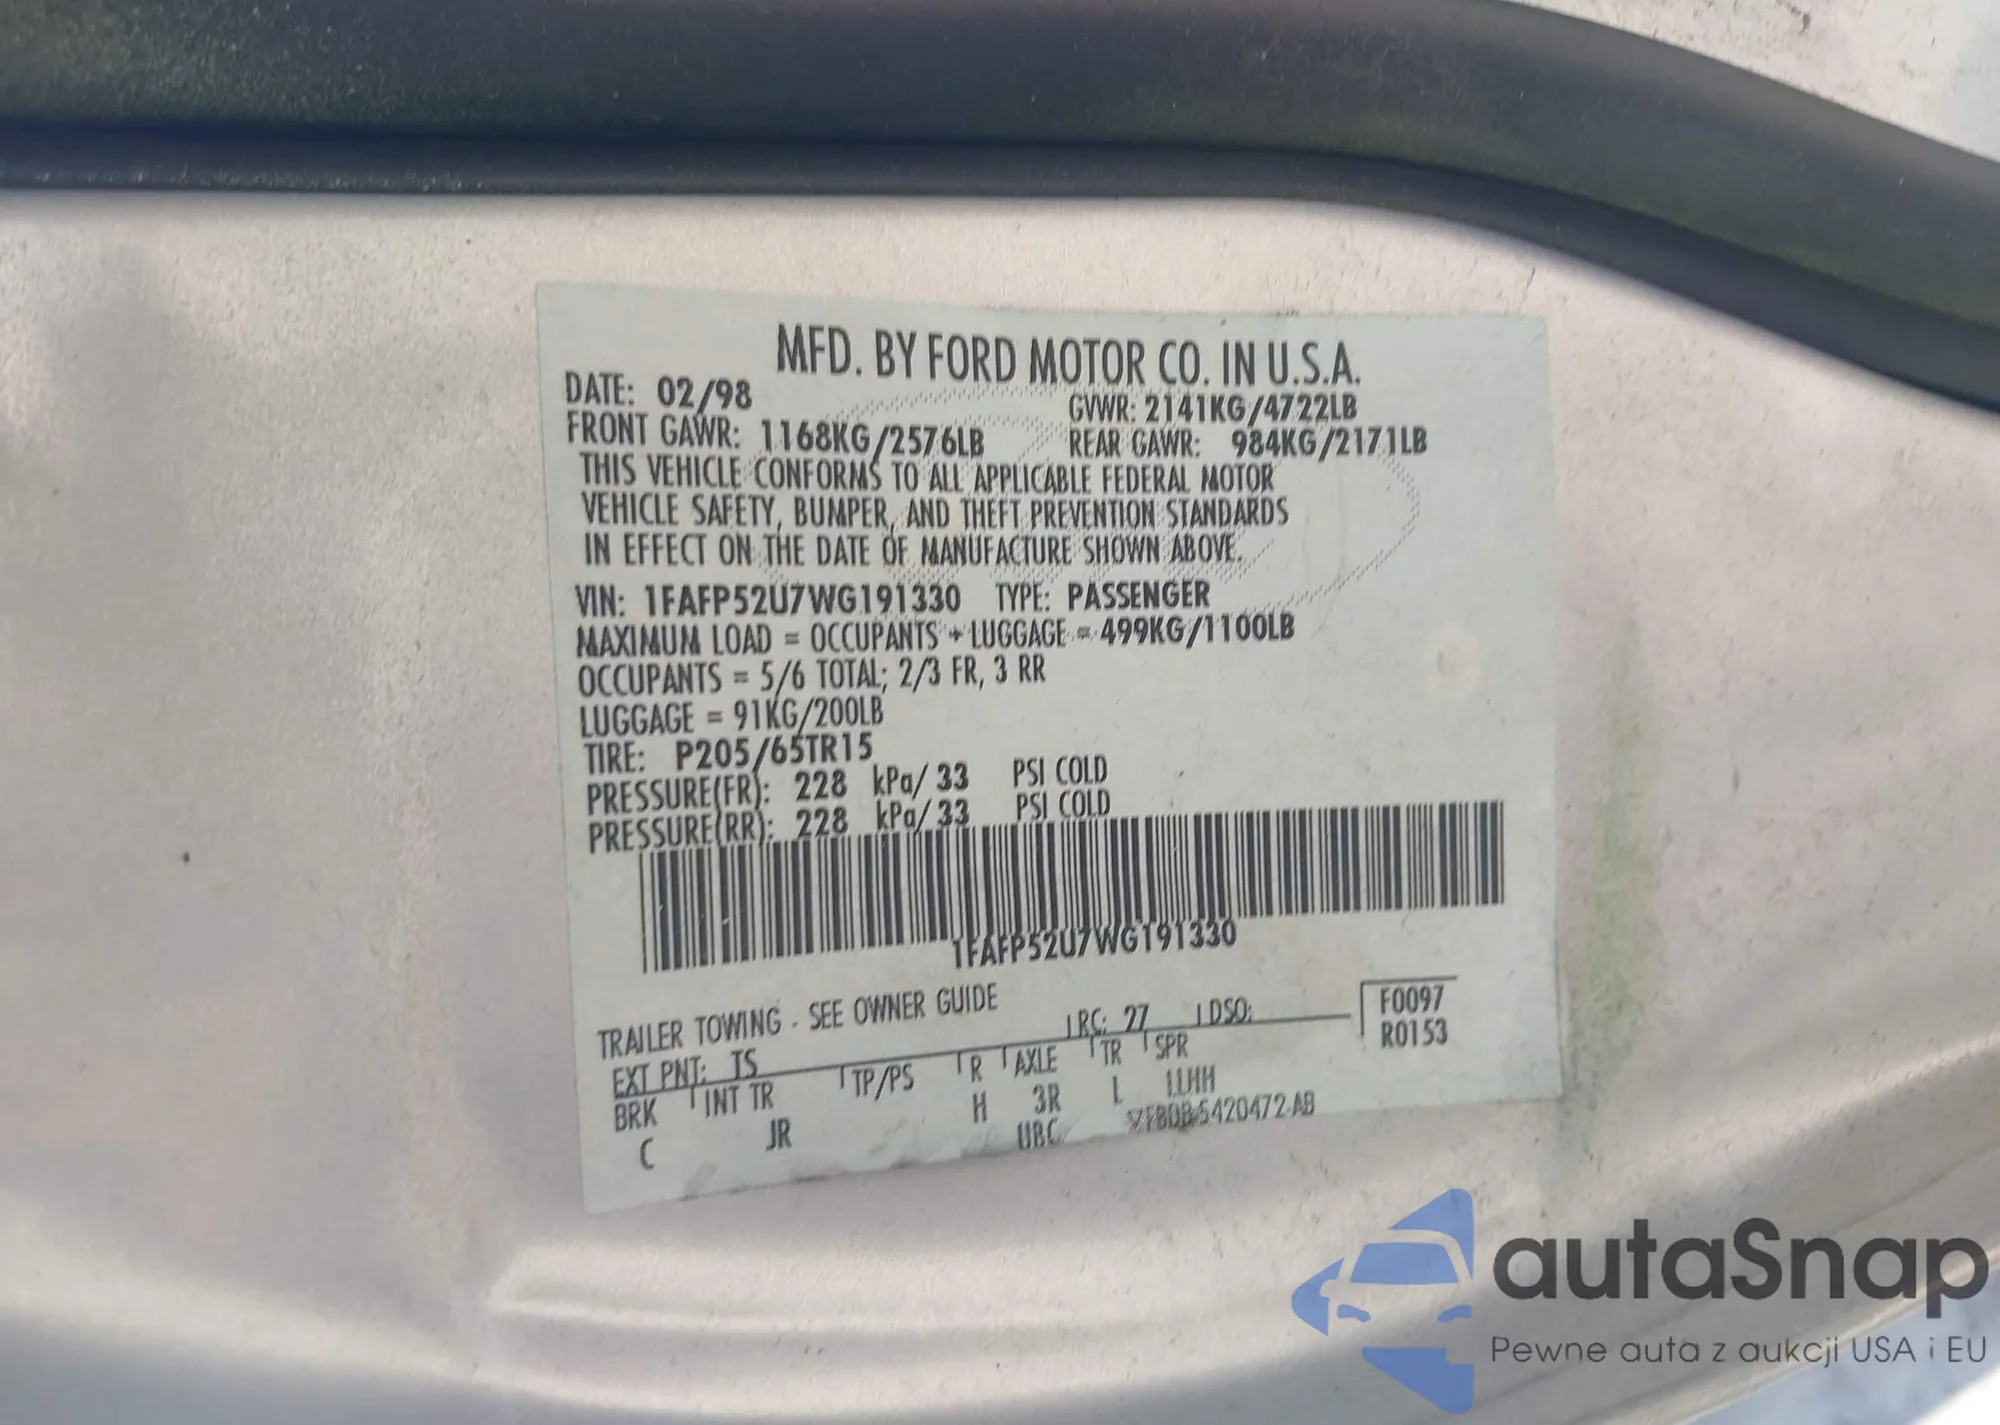 MFD. BY FORD MOTOR CO. IN U.S.A.
DATE: 02/98 GVWR: 2141KG/4722LB
FRONT GAWR: 1168KG/2576LB REAR GAWR: 984KG/2171LB
THIS VEHICLE CONFORMS TO ALL APPLICABLE FEDERAL MOTOR
VEHICLE SAFETY, BUMPER, AND THEFT PREVENTION STANDARDS
IN EFFECT ON THE DATE OF MANUFACTURE SHOWN ABOVE.
VIN: 1FAFP52U7WG191330 TYPE: PASSENGER
MAXIMUM LOAD = OCCUPANTS + LUGGAGE = 499KG/1100LB
OCCUPANTS = 5/6 TOTAL; 2/3 FR, 3 RR
LUGGAGE = 91KG/200LB
TIRE: P205/65TR15
PRESSURE(FR): 228 kPa/ 33 PSI COLD
PRESSURE(RR): 228 kPa/ 33 PSI COLD
1FAFP52U7WG191330
TRAILER TOWING - SEE OWNER GUIDE
F0097
EXT PNT: TS RC: 27 DSO: R0153
BRK INT TR TP/PS R AXLE TR SPR
C JR H 3R L LLHH
UBC 5420472-AB
autaSnap
Pewne auta z aukcji USA i EU